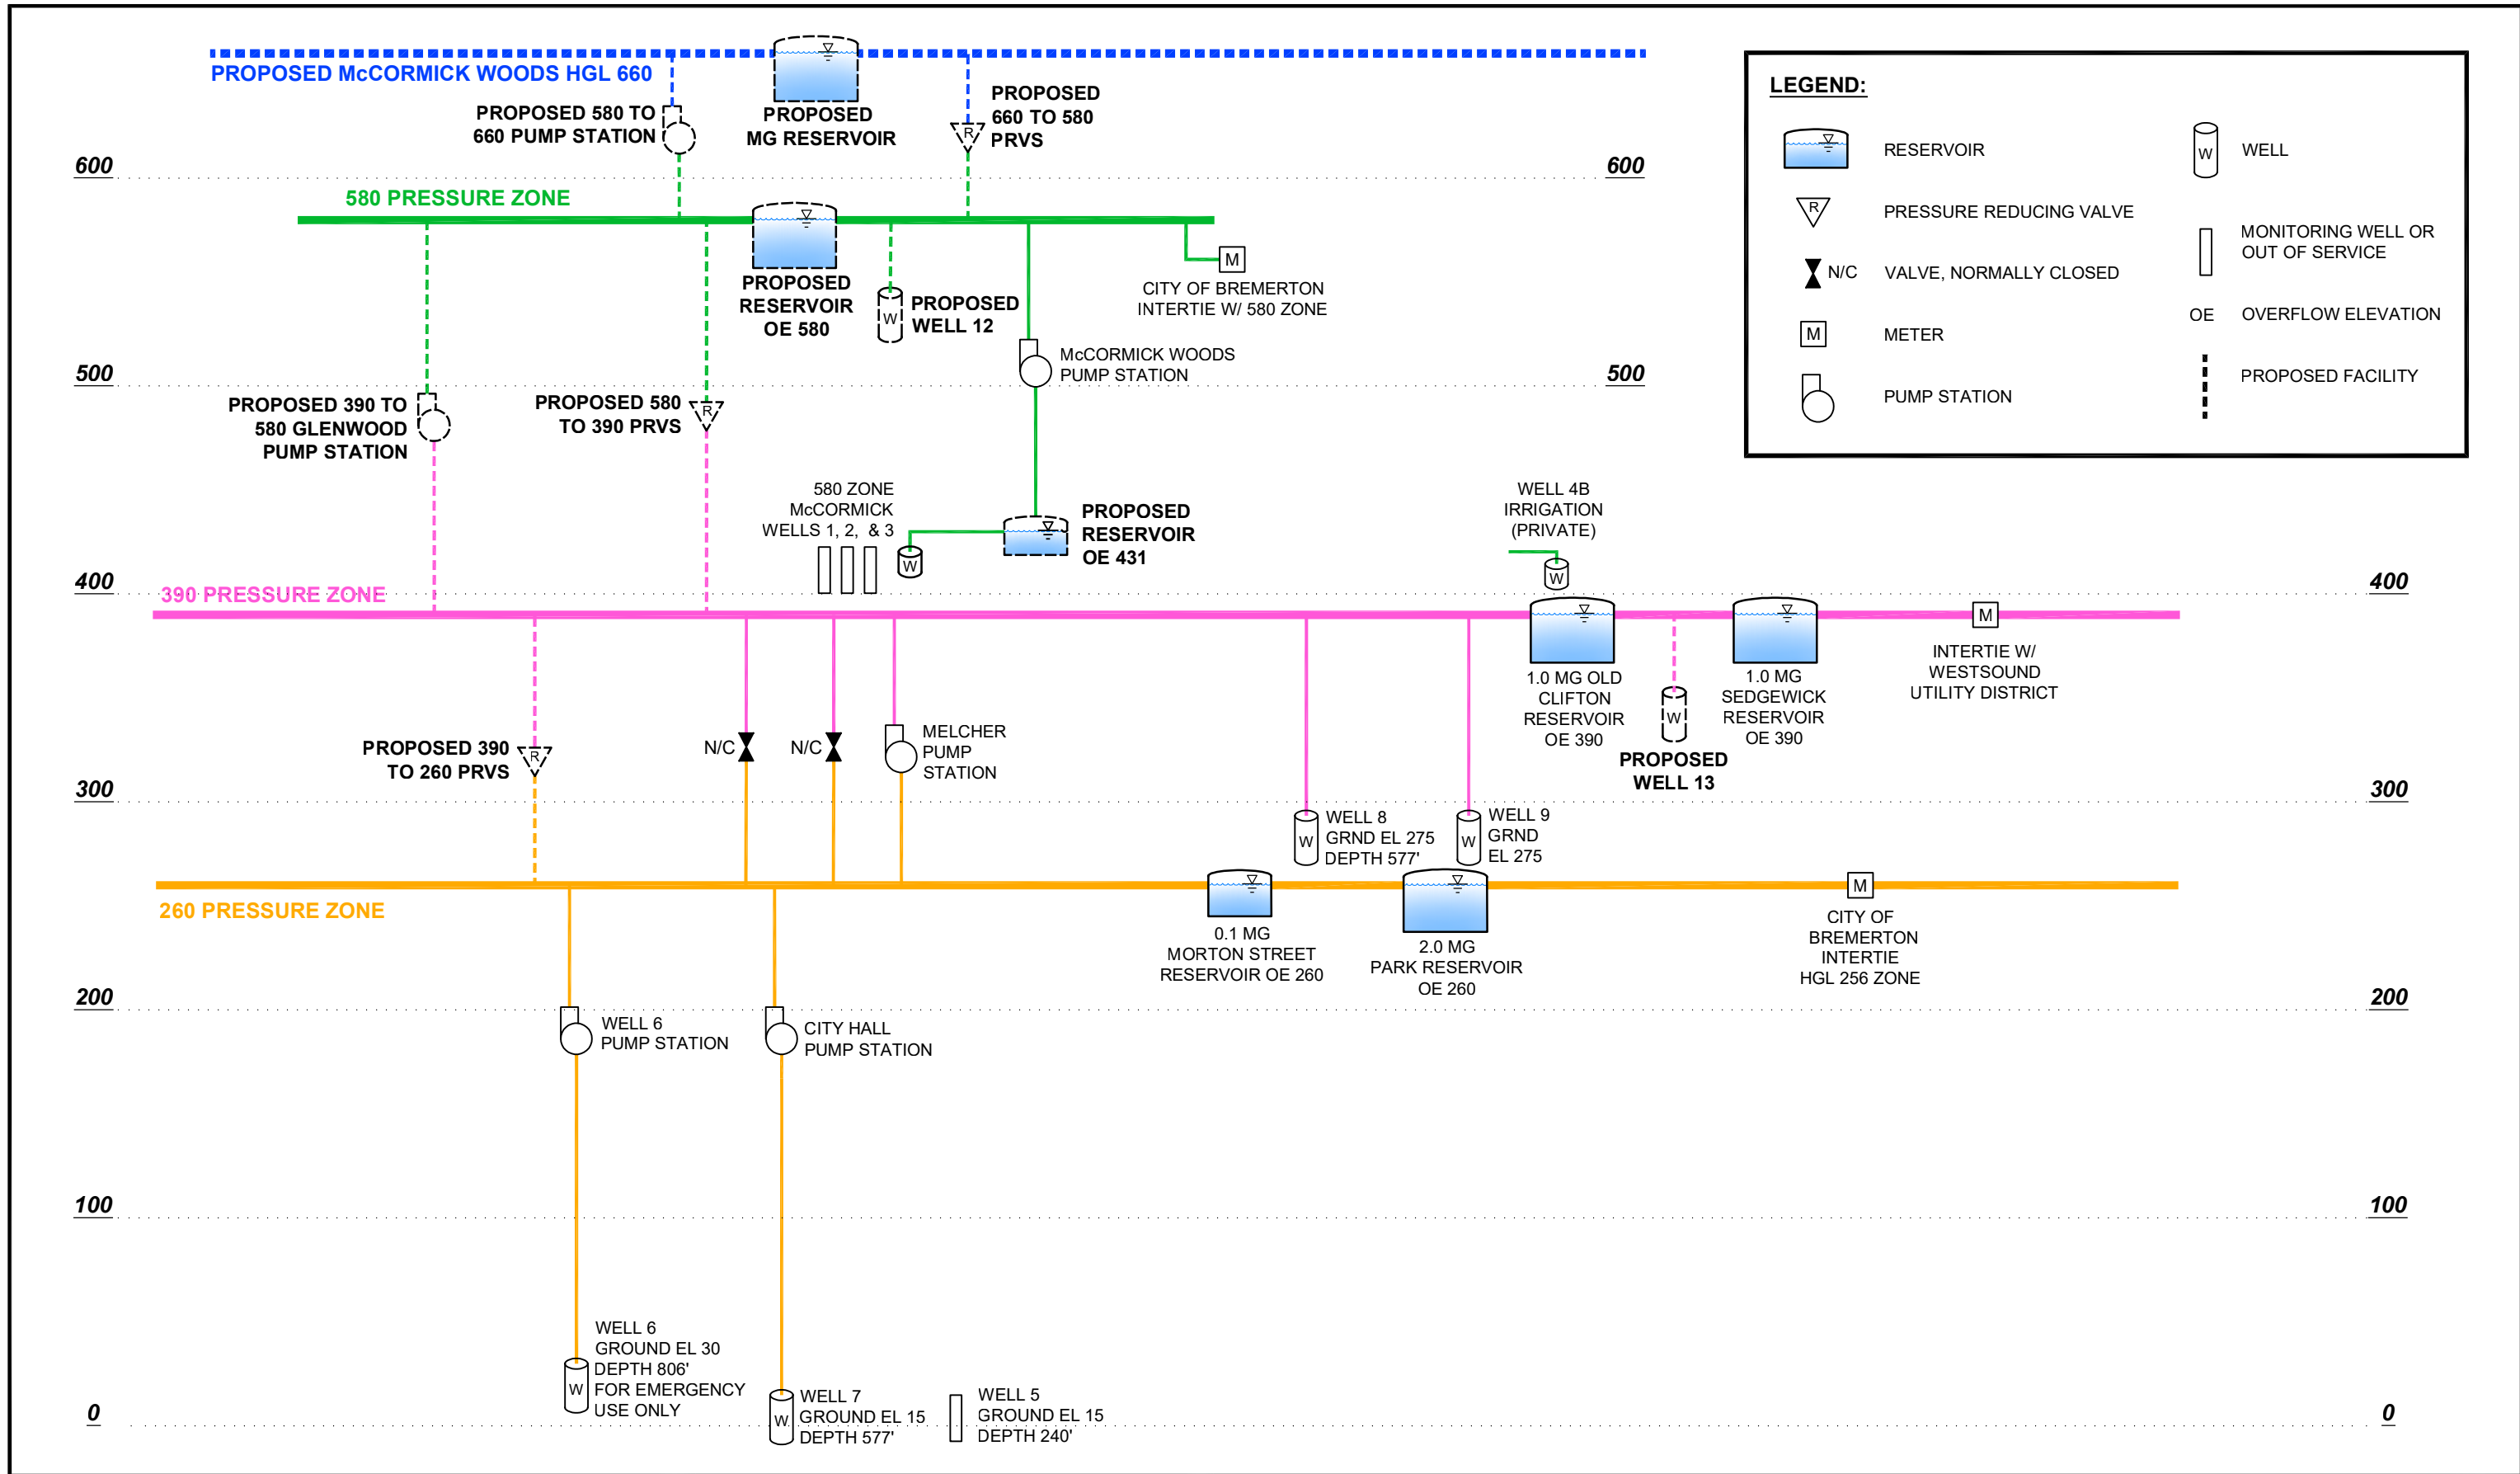 PROPOSED McCORMICK WOODS HGL 660
PROPOSED 580 TO
660 PUMP STATION
PROPOSED
MG RESERVOIR
PROPOSED
660 TO 580
PRVS
R
600
600
580 PRESSURE ZONE
PROPOSED
RESERVOIR
OE 580
W
PROPOSED
WELL 12
M
CITY OF BREMERTON
INTERTIE W/ 580 ZONE
McCORMICK WOODS
PUMP STATION
500
500
PROPOSED 390 TO
580 GLENWOOD
PUMP STATION
PROPOSED 580
TO 390 PRVS
R
580 ZONE
McCORMICK
WELLS 1, 2, & 3
W
PROPOSED
RESERVOIR
OE 431
WELL 4B
IRRIGATION
(PRIVATE)
W
400
400
390 PRESSURE ZONE
1.0 MG OLD
CLIFTON
RESERVOIR
OE 390
W
PROPOSED
WELL 13
1.0 MG
SEDGEWICK
RESERVOIR
OE 390
M
INTERTIE W/
WESTSOUND
UTILITY DISTRICT
PROPOSED 390
TO 260 PRVS
R
N/C
N/C
MELCHER
PUMP
STATION
300
300
W
WELL 8
GRND EL 275
DEPTH 577'
W
WELL 9
GRND
EL 275
260 PRESSURE ZONE
0.1 MG
MORTON STREET
RESERVOIR OE 260
2.0 MG
PARK RESERVOIR
OE 260
M
CITY OF
BREMERTON
INTERTIE
HGL 256 ZONE
200
200
WELL 6
PUMP STATION
CITY HALL
PUMP STATION
100
100
W
WELL 6
GROUND EL 30
DEPTH 806'
FOR EMERGENCY
USE ONLY
W
WELL 7
GROUND EL 15
DEPTH 577'
WELL 5
GROUND EL 15
DEPTH 240'
0
0
LEGEND:
RESERVOIR
R
PRESSURE REDUCING VALVE
N/C
VALVE, NORMALLY CLOSED
M
METER
PUMP STATION
W
WELL
MONITORING WELL OR
OUT OF SERVICE
OE
OVERFLOW ELEVATION
PROPOSED FACILITY